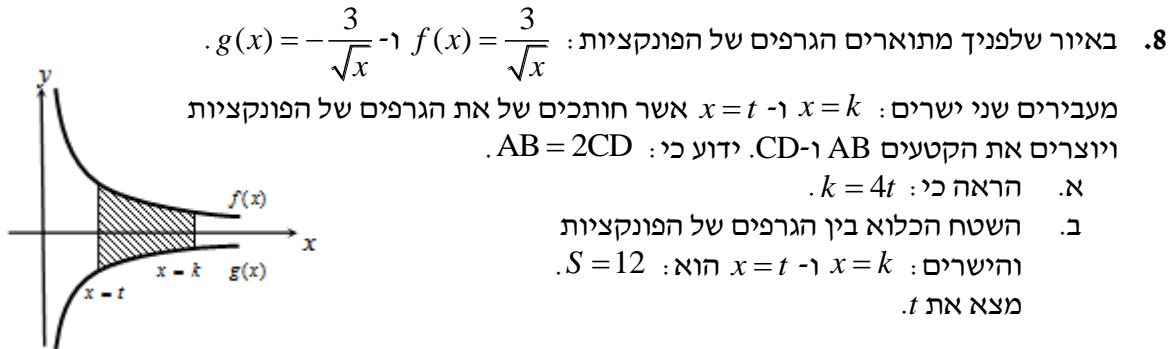 8. באיור שלפניך מתוארים הגרפים של הפונקציות: f(x) = 3/√x ו- g(x) = −3/√x.
מעבירים שני ישרים: x = k ו- x = t אשר חותכים של את הגרפים של הפונקציות
ויוצרים את הקטעים AB ו-CD. ידוע כי: AB = 2CD.
א. הראה כי: k = 4t.
ב. השטח הכלוא בין הגרפים של הפונקציות
והישרים: x = k ו- x = t הוא: S = 12.
מצא את t.
y
f(x)
x
x = k
g(x)
x = t